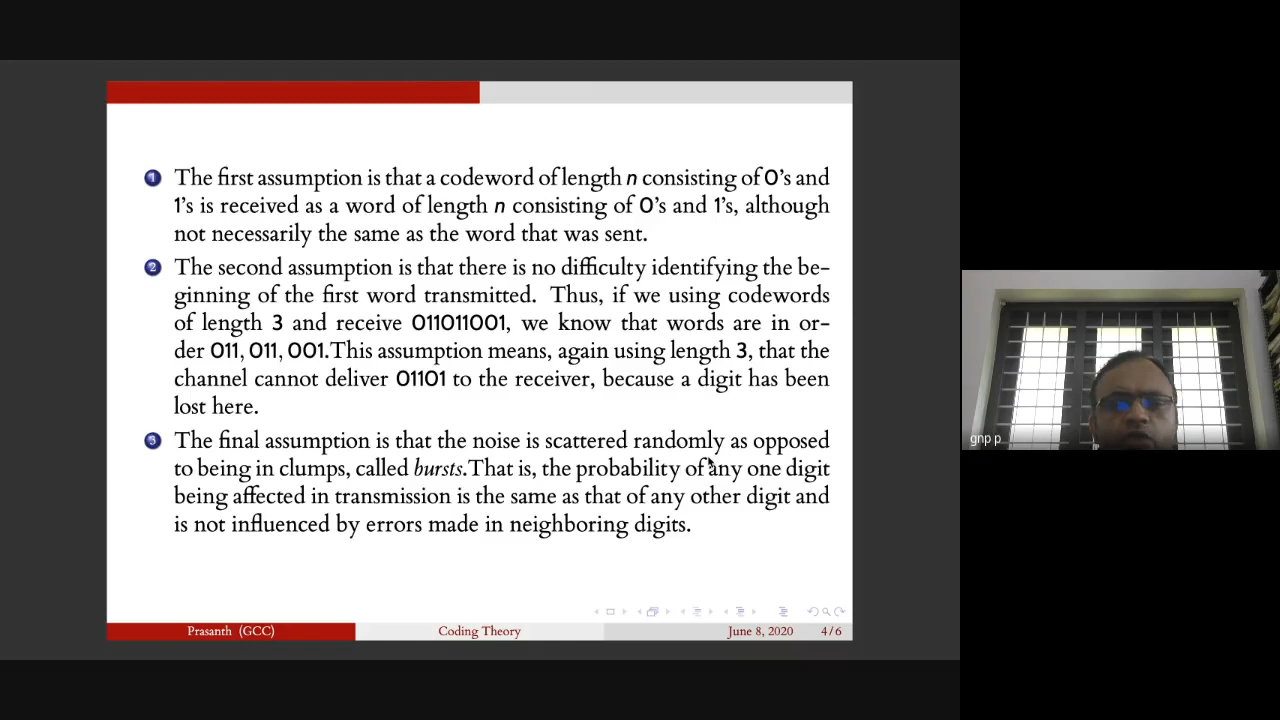 1 The first assumption is that a codeword of length n consisting of 0's and
1's is received as a word of length n consisting of 0's and 1's, although
not necessarily the same as the word that was sent.
2 The second assumption is that there is no difficulty identifying the be-
ginning of the first word transmitted. Thus, if we using codewords
of length 3 and receive 011011001, we know that words are in or-
der 011, 011, 001.This assumption means, again using length 3, that the
channel cannot deliver 01101 to the receiver, because a digit has been
lost here.
3 The final assumption is that the noise is scattered randomly as opposed
to being in clumps, called bursts.That is, the probability of any one digit
being affected in transmission is the same as that of any other digit and
is not influenced by errors made in neighboring digits.
Prasanth (GCC) Coding Theory June 8, 2020 4/6
gnp p